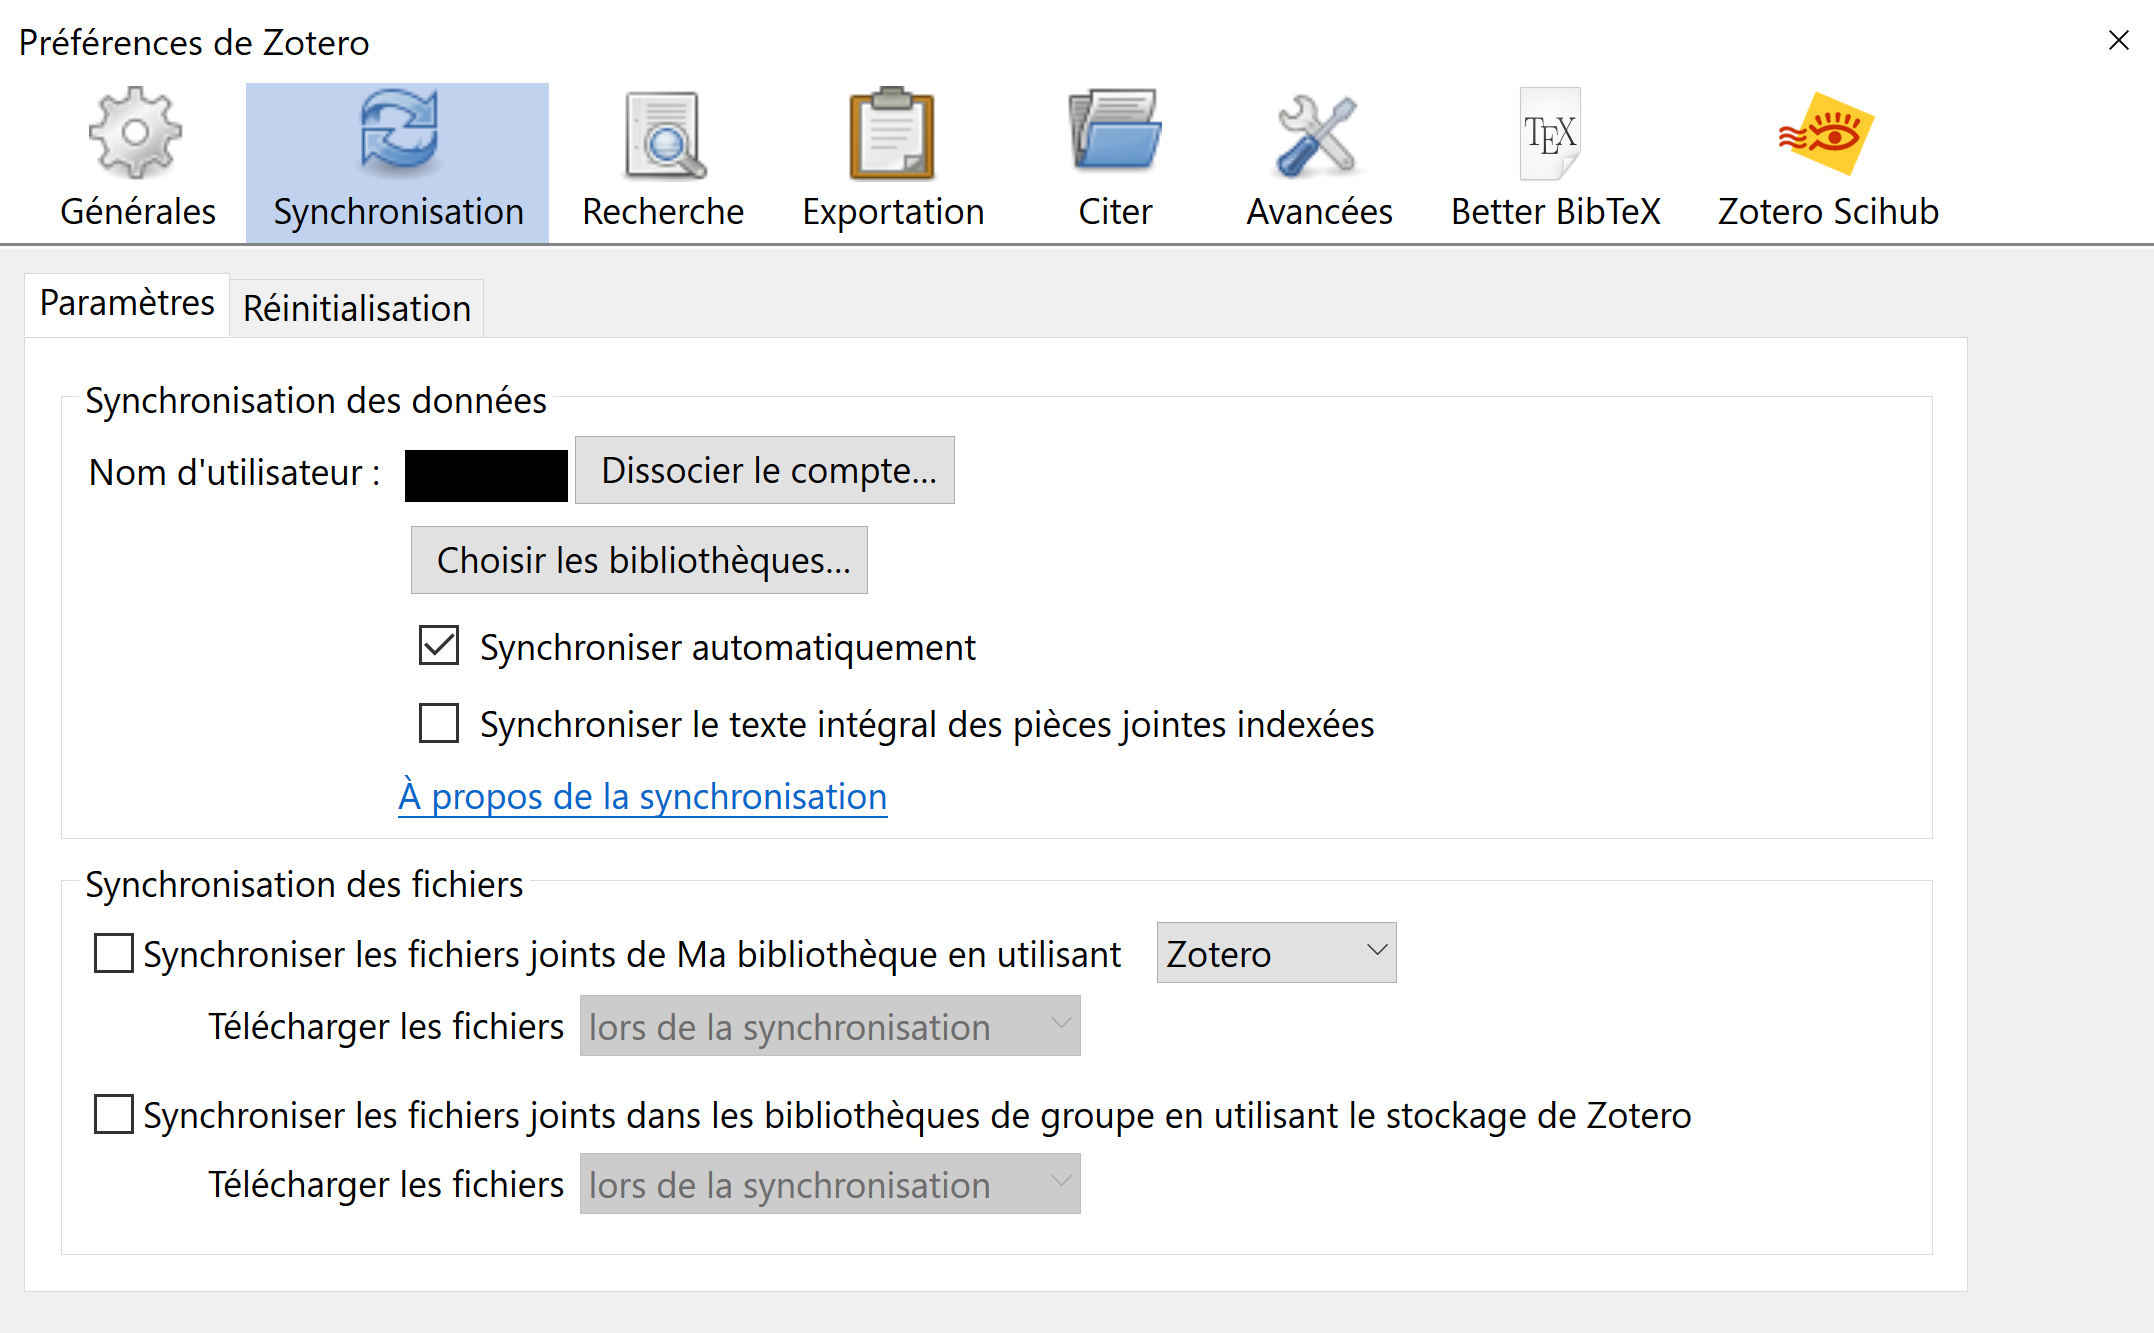 Préférences de Zotero
Générales Synchronisation Recherche Exportation Citer Avancées TEX Better BibTeX Zotero Scihub
Paramètres Réinitialisation
Synchronisation des données
Nom d'utilisateur : Dissocier le compte...
Choisir les bibliothèques...
Synchroniser automatiquement
Synchroniser le texte intégral des pièces jointes indexées
À propos de la synchronisation
Synchronisation des fichiers
Synchroniser les fichiers joints de Ma bibliothèque en utilisant Zotero
Télécharger les fichiers lors de la synchronisation
Synchroniser les fichiers joints dans les bibliothèques de groupe en utilisant le stockage de Zotero
Télécharger les fichiers lors de la synchronisation